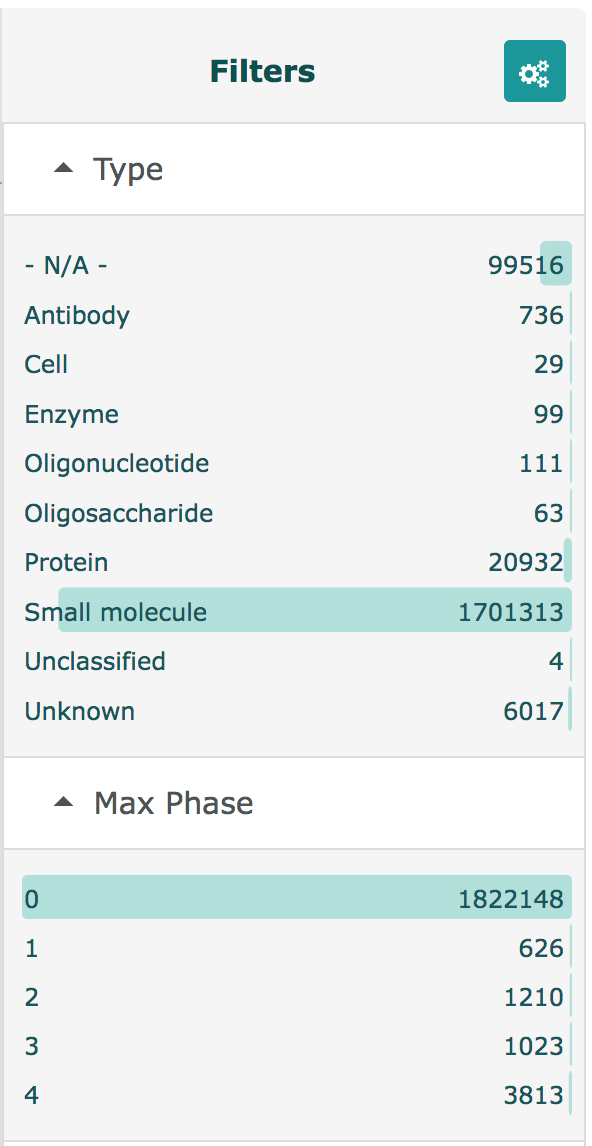 Filters
Type
- N/A - 99516
Antibody 736
Cell 29
Enzyme 99
Oligonucleotide 111
Oligosaccharide 63
Protein 20932
Small molecule 1701313
Unclassified 4
Unknown 6017
Max Phase
0 1822148
1 626
2 1210
3 1023
4 3813